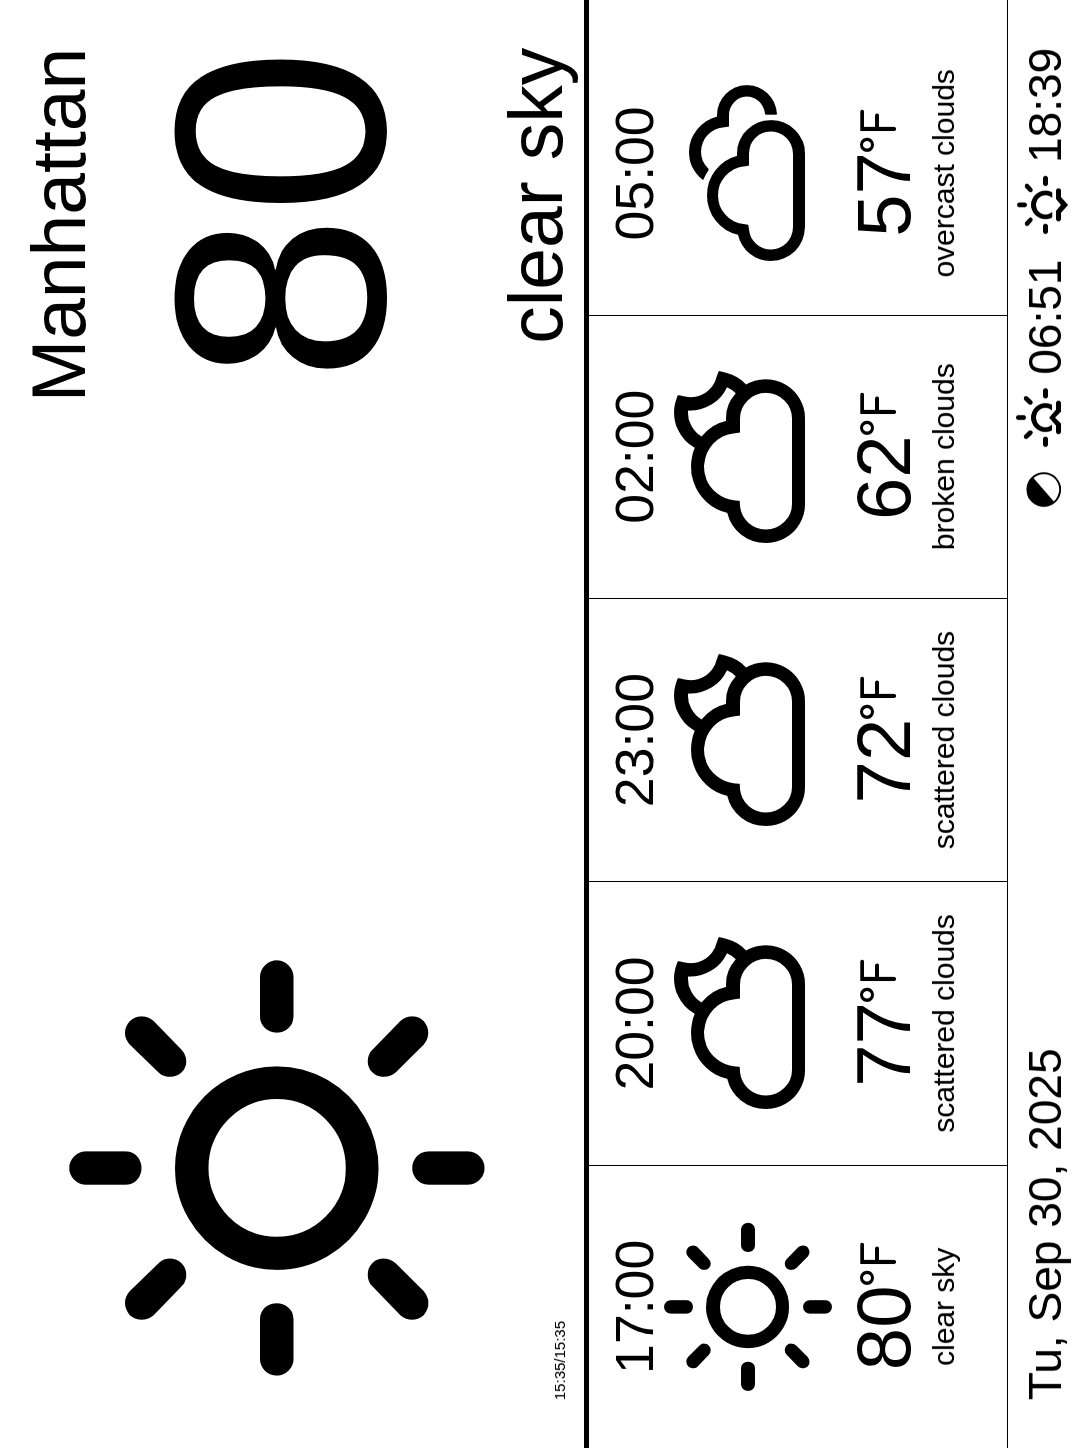 Manhattan
80
clear sky
15:35/15:35
17:00
80°F
clear sky
20:00
77°F
scattered clouds
23:00
72°F
scattered clouds
02:00
62°F
broken clouds
05:00
57°F
overcast clouds
Tu, Sep 30, 2025
06:51
18:39